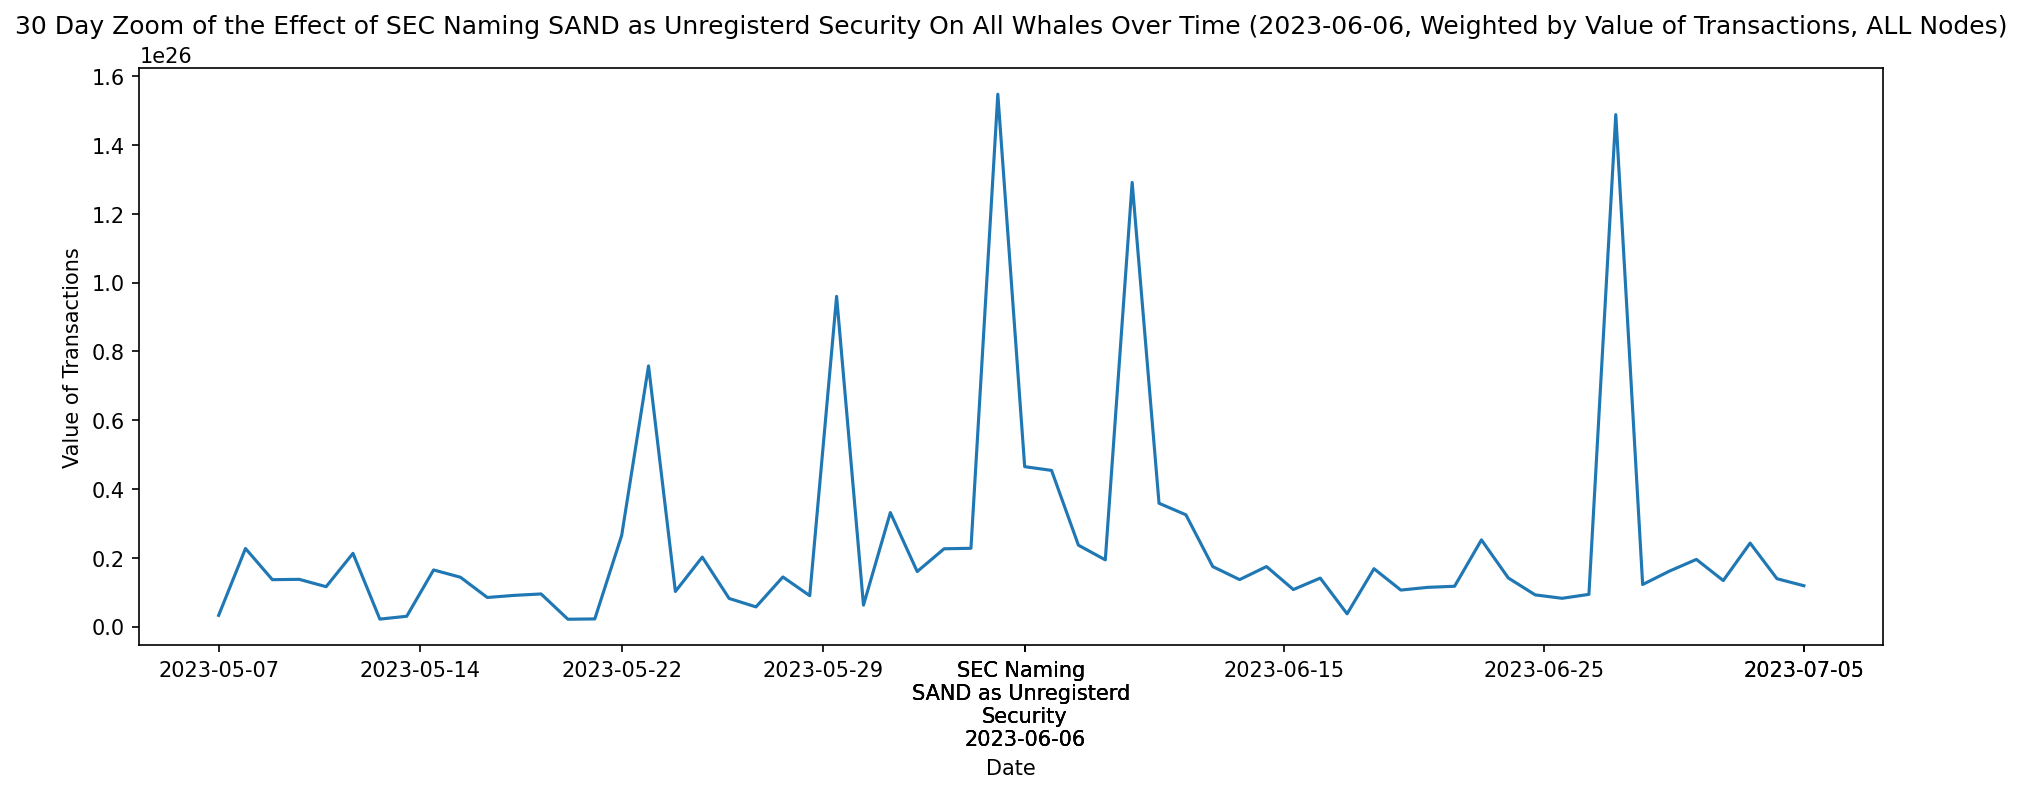 30 Day Zoom of the Effect of SEC Naming SAND as Unregisterd Security On All Whales Over Time (2023-06-06, Weighted by Value of Transactions, ALL Nodes)
1e26
1.6
1.4
1.2
1.0
0.8
0.6
0.4
0.2
0.0
Value of Transactions
2023-05-07 2023-05-14 2023-05-22 2023-05-29 SEC Naming 2023-06-15 2023-06-25 2023-07-05
SAND as Unregisterd
Security
2023-06-06
Date